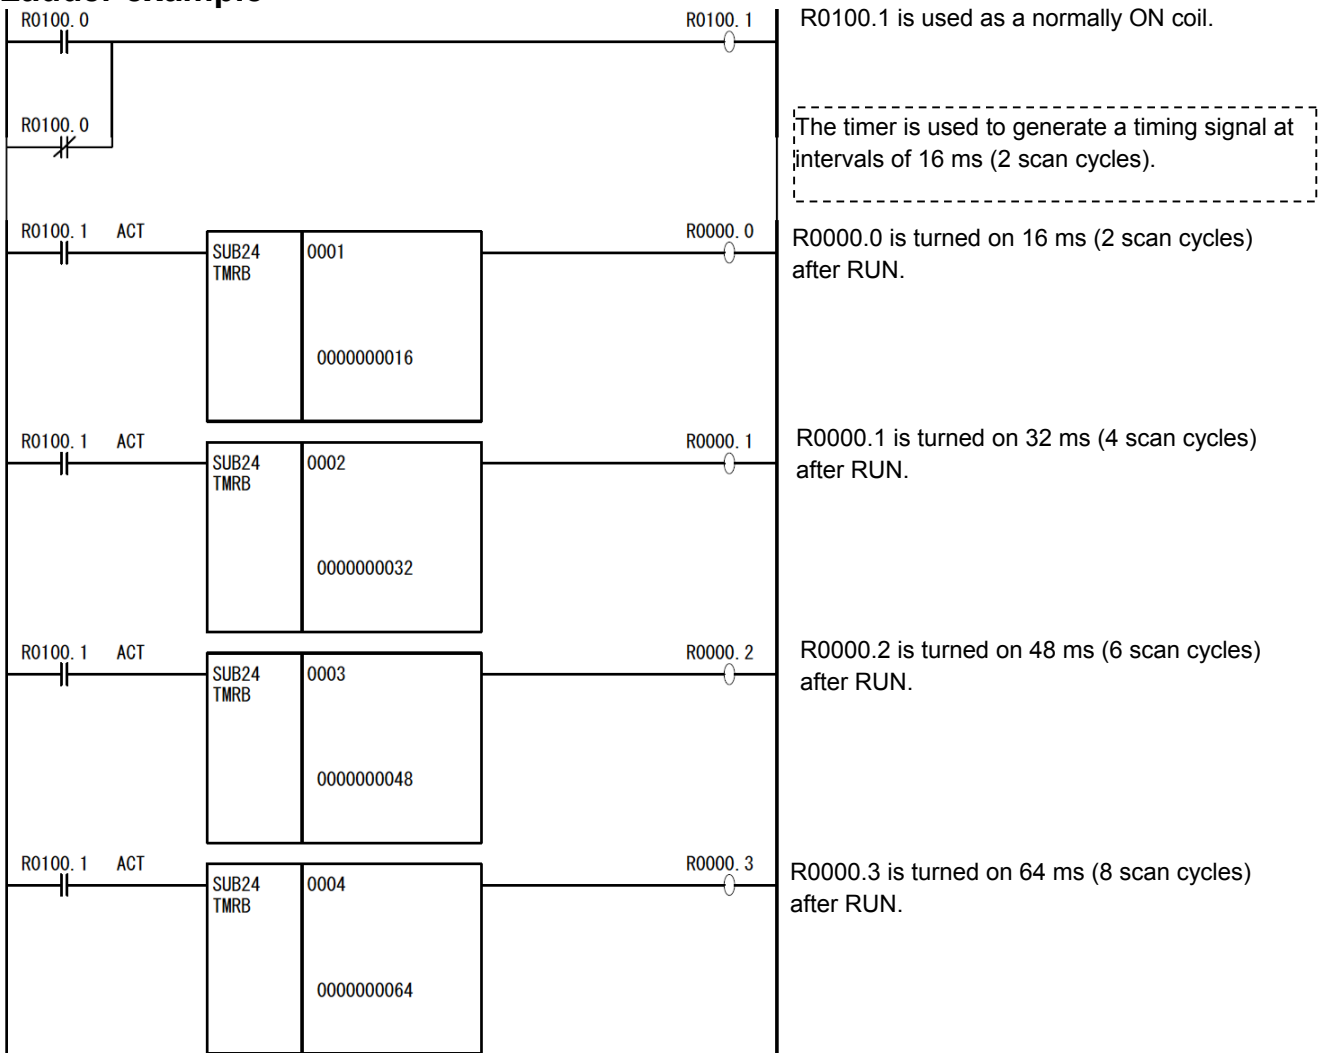 Ladder example
R0100.0
R0100.1
R0100.1 is used as a normally ON coil.
R0100.0
The timer is used to generate a timing signal at
intervals of 16 ms (2 scan cycles).
R0100.1 ACT
SUB24
TMRB
0001
0000000016
R0000.0
R0000.0 is turned on 16 ms (2 scan cycles)
after RUN.
R0100.1 ACT
SUB24
TMRB
0002
0000000032
R0000.1
R0000.1 is turned on 32 ms (4 scan cycles)
after RUN.
R0100.1 ACT
SUB24
TMRB
0003
0000000048
R0000.2
R0000.2 is turned on 48 ms (6 scan cycles)
after RUN.
R0100.1 ACT
SUB24
TMRB
0004
0000000064
R0000.3
R0000.3 is turned on 64 ms (8 scan cycles)
after RUN.